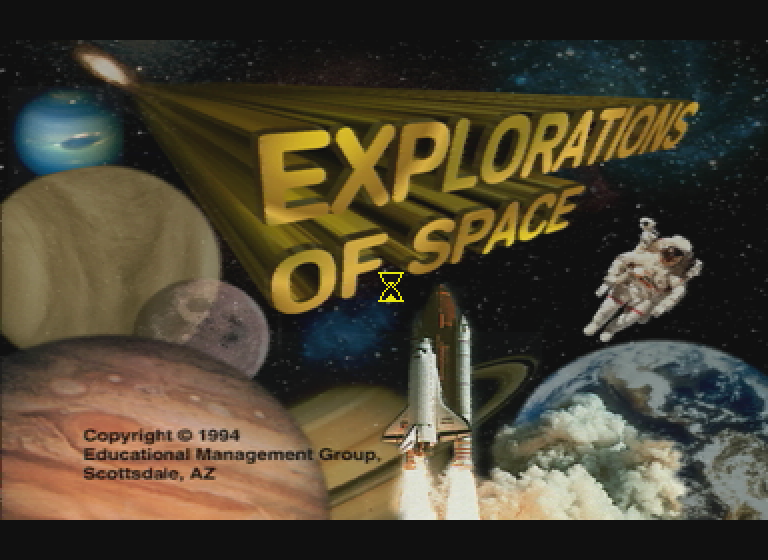 EXPLORATIONS
OF SPACE
Copyright © 1994
Educational Management Group,
Scottsdale, AZ